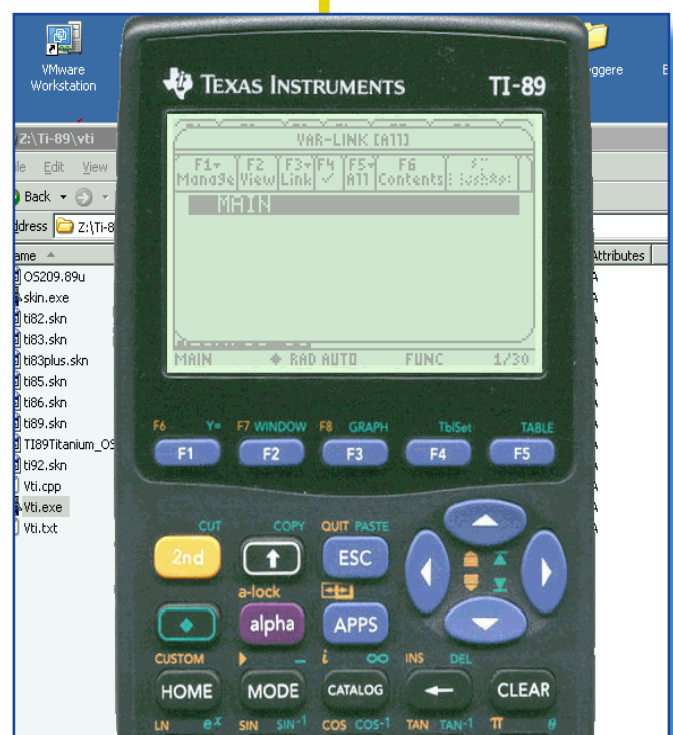 VMware
Workstation
ggere
E
TEXAS INSTRUMENTS
TI-89
Z:\Ti-89\vti
VAR-LINK [All]
Edit View
F1 F2 F3 F4 F5 F6
Manage View Link ✓ All Contents
Back
MAIN
ddress Z:\Ti-8
ame
Attributes
OS209.89u
skin.exe
ti82.skn
ti83.skn
ti83plus.skn
MAIN RAD AUTO FUNC 1/30
ti85.skn
ti86.skn
ti89.skn
TI89Titanium_OS
ti92.skn
Vti.cpp
Vti.exe
Vti.txt
F6 Y= F7 WINDOW F8 GRAPH TblSet TABLE
F1 F2 F3 F4 F5
CUT COPY QUIT PASTE
2nd ESC
a-lock
alpha APPS
CUSTOM i ∞ INS DEL
HOME MODE CATALOG ← CLEAR
LN eˣ SIN SIN⁻¹ COS COS⁻¹ TAN TAN⁻¹ π θ